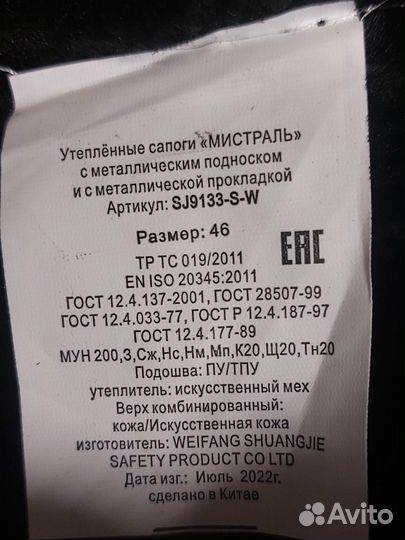 Утеплённые сапоги «МИСТРАЛЬ»
с металлическим подноском
и с металлической прокладкой
Артикул: SJ9133-S-W
Размер: 46
ТР ТС 019/2011
EN ISO 20345:2011
EAC
ГОСТ 12.4.137-2001, ГОСТ 28507-99
ГОСТ 12.4.033-77, ГОСТ Р 12.4.187-97
ГОСТ 12.4.177-89
МУН 200,З,Сж,Нс,Нм,Мп,К20,Щ20,Тн20
Подошва: ПУ/ТПУ
утеплитель: искусственный мех
Верх комбинированный:
кожа/Искусственная кожа
изготовитель: WEIFANG SHUANGJIE
SAFETY PRODUCT CO LTD
Дата изг.: Июль 2022г.
сделано в Китае
Avito